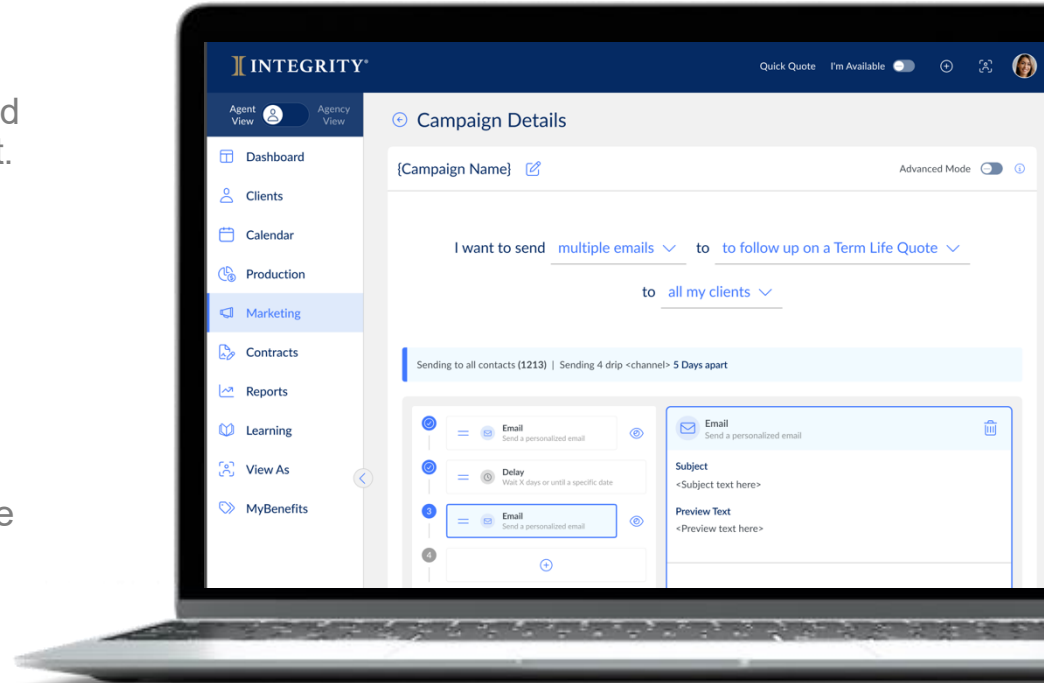 d
t.
e
INTEGRITY®
Quick Quote I'm Available
Agent View
Agency View
Dashboard
Clients
Calendar
Production
Marketing
Contracts
Reports
Learning
View As
MyBenefits
Campaign Details
{Campaign Name}
Advanced Mode
I want to send multiple emails to to follow up on a Term Life Quote
to all my clients
Sending to all contacts (1213) | Sending 4 drip <channel> 5 Days apart
Email
Send a personalized email
Delay
Wait X days or until a specific date
3
Email
Send a personalized email
4
Email
Send a personalized email
Subject
<Subject text here>
Preview Text
<Preview text here>